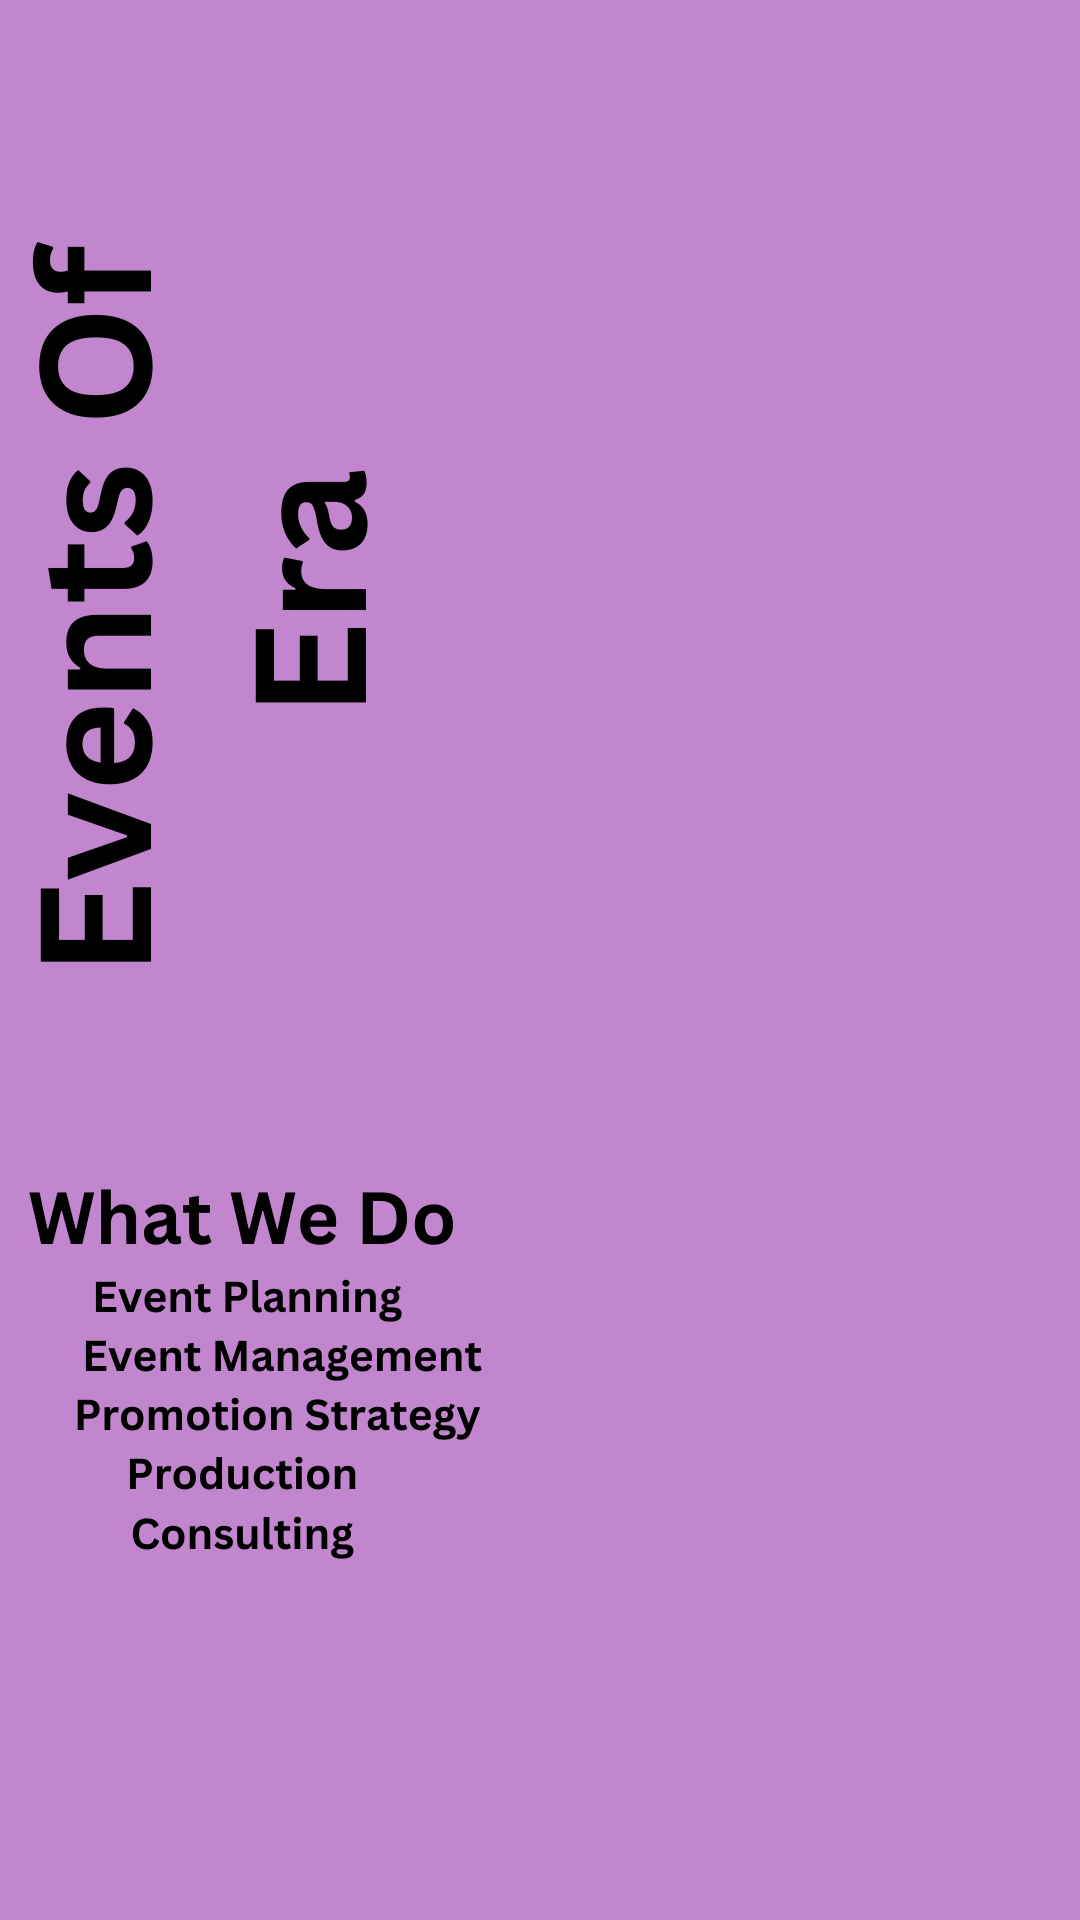 Events Of
Era
What We Do
Event Planning
Event Management
Promotion Strategy
Production
Consulting